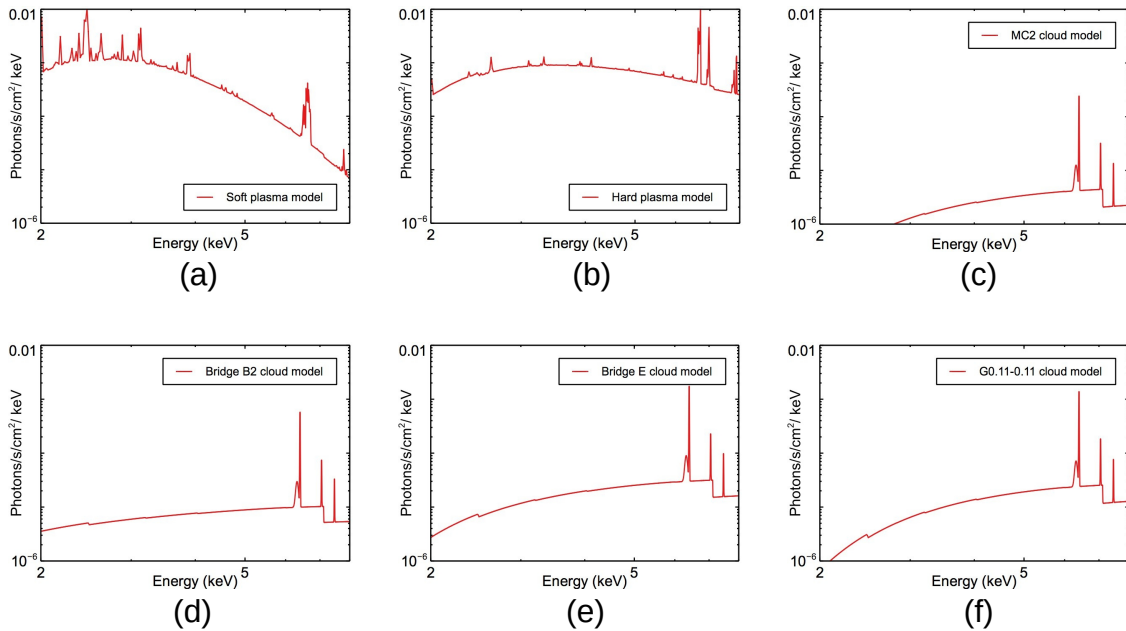 0.01
Photons/s/cm²/ keV
Soft plasma model
10⁻⁶
2
5
Energy (keV)
(a)
0.01
Photons/s/cm²/ keV
Hard plasma model
10⁻⁶
2
5
Energy (keV)
(b)
0.01
Photons/s/cm²/ keV
MC2 cloud model
10⁻⁶
2
5
Energy (keV)
(c)
0.01
Photons/s/cm²/ keV
Bridge B2 cloud model
10⁻⁶
2
5
Energy (keV)
(d)
0.01
Photons/s/cm²/ keV
Bridge E cloud model
10⁻⁶
2
5
Energy (keV)
(e)
0.01
Photons/s/cm²/ keV
G0.11-0.11 cloud model
10⁻⁶
2
5
Energy (keV)
(f)